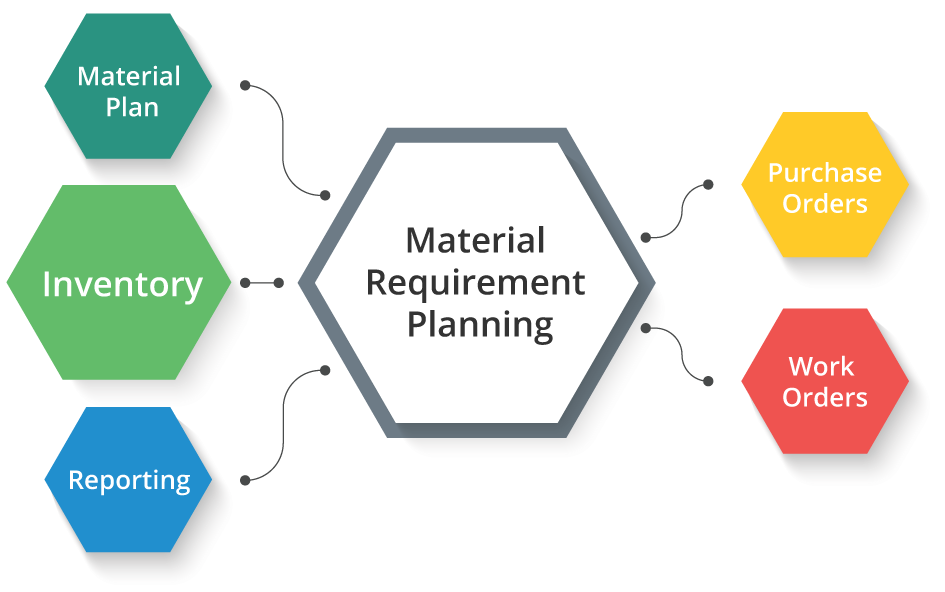 Material
Plan
Inventory
Reporting
Material
Requirement
Planning
Purchase
Orders
Work
Orders